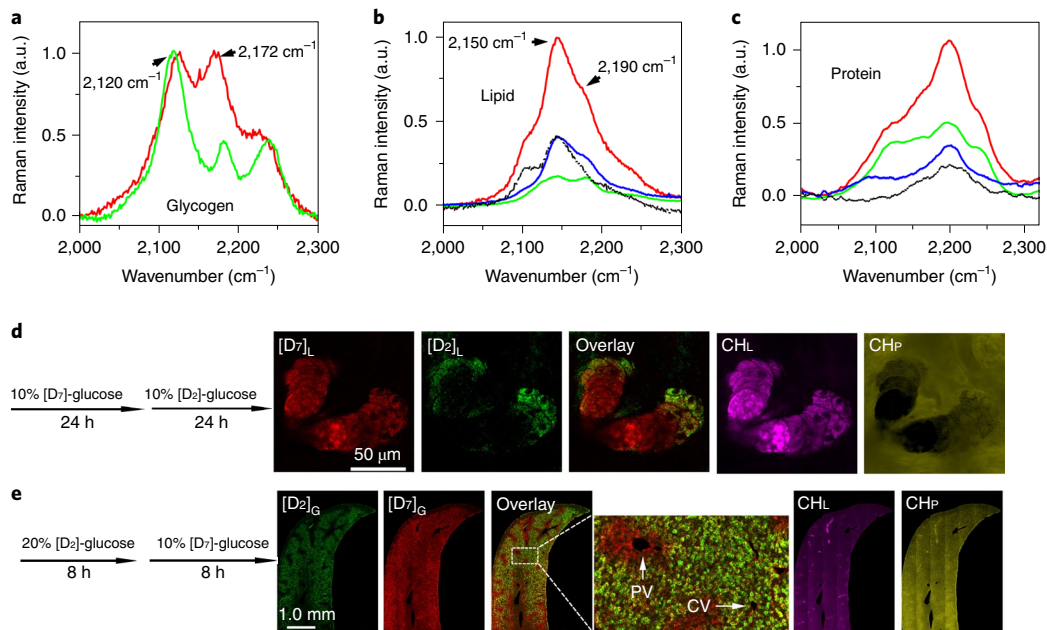 a
b
c
Raman intensity (a.u.)
1.0
0.5
0.0
2,120 cm⁻¹
2,172 cm⁻¹
Glycogen
2,000
2,100
2,200
2,300
Wavenumber (cm⁻¹)
Raman intensity (a.u.)
1.0
0.5
0.0
2,150 cm⁻¹
2,190 cm⁻¹
Lipid
2,000
2,100
2,200
2,300
Wavenumber (cm⁻¹)
Raman intensity (a.u.)
1.0
0.5
0.0
Protein
2,000
2,100
2,200
2,300
Wavenumber (cm⁻¹)
d
10% [D7]-glucose
24 h
10% [D2]-glucose
24 h
[D7]L
50 μm
[D2]L
Overlay
CHL
CHP
e
20% [D2]-glucose
8 h
10% [D7]-glucose
8 h
[D2]G
1.0 mm
[D7]G
Overlay
PV
CV
CHL
CHP